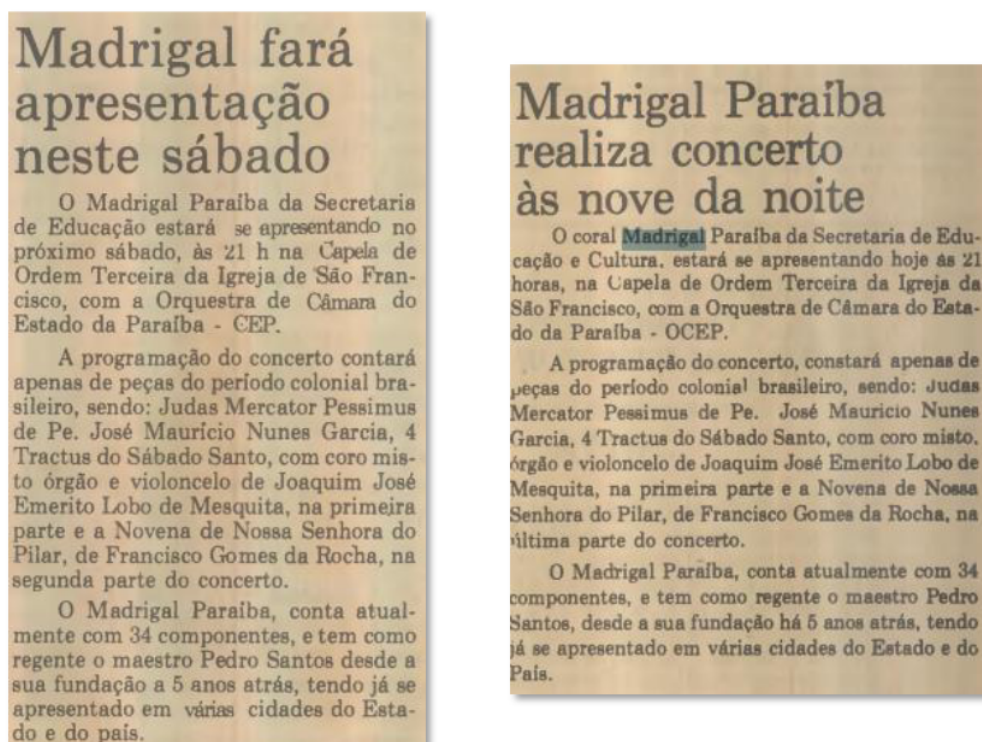 Madrigal fará
apresentação
neste sábado
O Madrigal Paraíba da Secretaria
de Educação estará se apresentando no
próximo sábado, às 21 h na Capela de
Ordem Terceira da Igreja de São Fran-
cisco, com a Orquestra de Câmara do
Estado da Paraíba - CEP.
A programação do concerto contará
apenas de peças do período colonial bra-
sileiro, sendo: Judas Mercator Pessimus
de Pe. José Maurício Nunes Garcia, 4
Tractus do Sábado Santo, com coro mis-
to órgão e violoncelo de Joaquim José
Emerito Lobo de Mesquita, na primeira
parte e a Novena de Nossa Senhora do
Pilar, de Francisco Gomes da Rocha, na
segunda parte do concerto.
O Madrigal Paraíba, conta atual-
mente com 34 componentes, e tem como
regente o maestro Pedro Santos desde a
sua fundação a 5 anos atrás, tendo já se
apresentado em várias cidades do Esta-
do e do país.
Madrigal Paraíba
realiza concerto
às nove da noite
O coral Madrigal Paraíba da Secretaria de Edu-
cação e Cultura, estará se apresentando hoje às 21
horas, na Capela de Ordem Terceira da Igreja da
São Francisco, com a Orquestra de Câmara do Esta-
do da Paraíba - OCEP.
A programação do concerto, constará apenas de
peças do período colonial brasileiro, sendo: Judas
Mercator Pessimus de Pe. José Mauricio Nunes
Garcia, 4 Tractus do Sábado Santo, com coro misto,
órgão e violoncelo de Joaquim José Emerito Lobo de
Mesquita, na primeira parte e a Novena de Nossa
Senhora do Pilar, de Francisco Gomes da Rocha, na
última parte do concerto.
O Madrigal Paraíba, conta atualmente com 34
componentes, e tem como regente o maestro Pedro
Santos, desde a sua fundação há 5 anos atrás, tendo
já se apresentado em várias cidades do Estado e do
País.